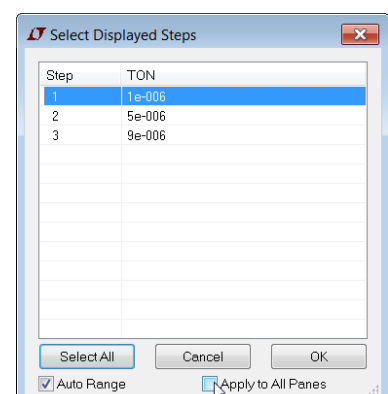 Select Displayed Steps
Step TON
1 1e-006
2 5e-006
3 9e-006
Select All Cancel OK
Auto Range Apply to All Panes